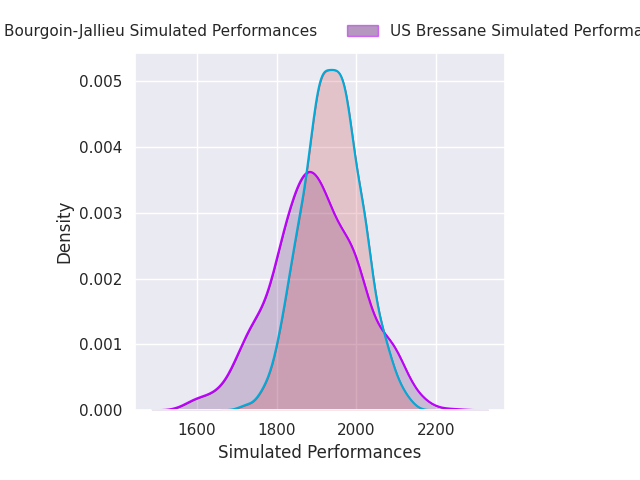 Bourgoin-Jallieu Simulated Performances US Bressane Simulated Performa
0.005
0.004
0.003
0.002
0.001
0.000
Density
1600 1800 2000 2200
Simulated Performances